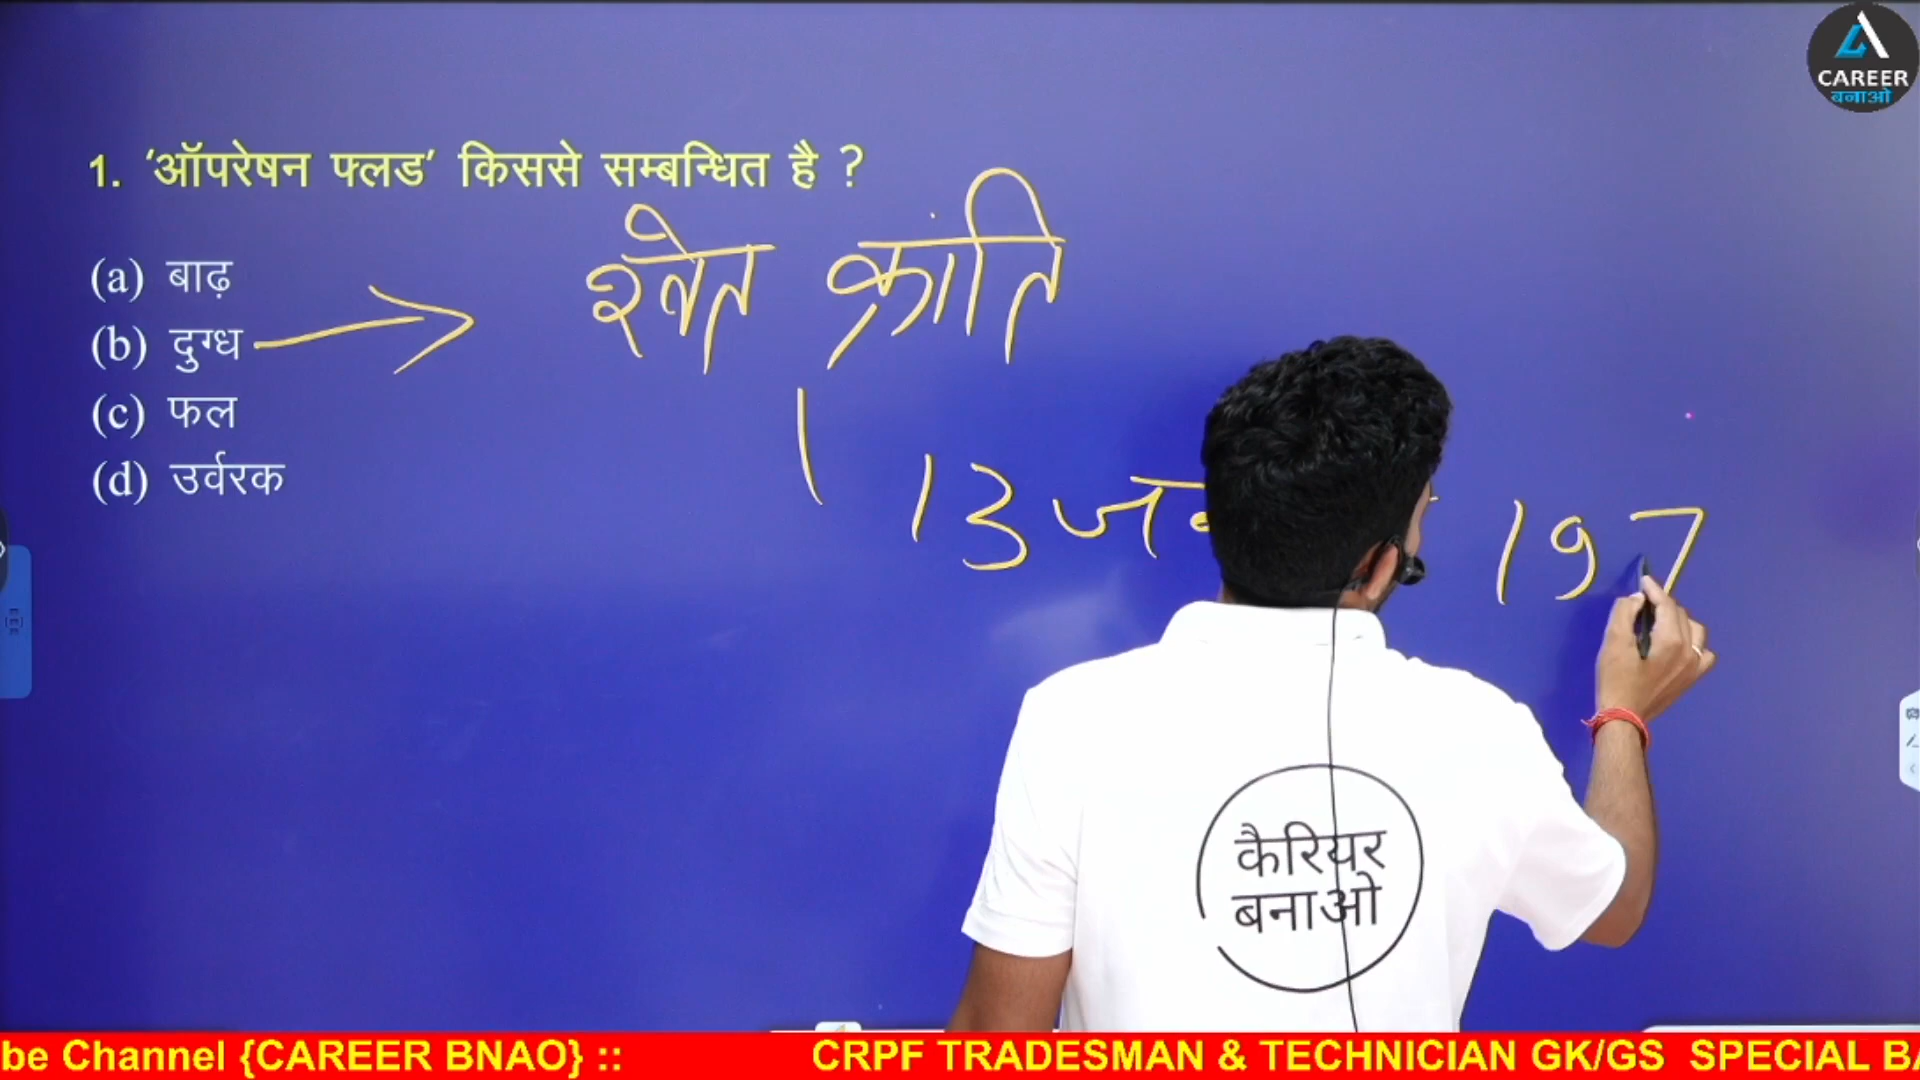 CAREER
बनाओ
1. 'ऑपरेषन फ्लड' किससे सम्बन्धित है ?
श्वेत क्रांति
(a) बाढ़
(b) दुग्ध
(c) फल
(d) उर्वरक
13 197
कैरियर
बनाओ
be Channel {CAREER BNAO} :: CRPF TRADESMAN & TECHNICIAN GK/GS SPECIAL BA